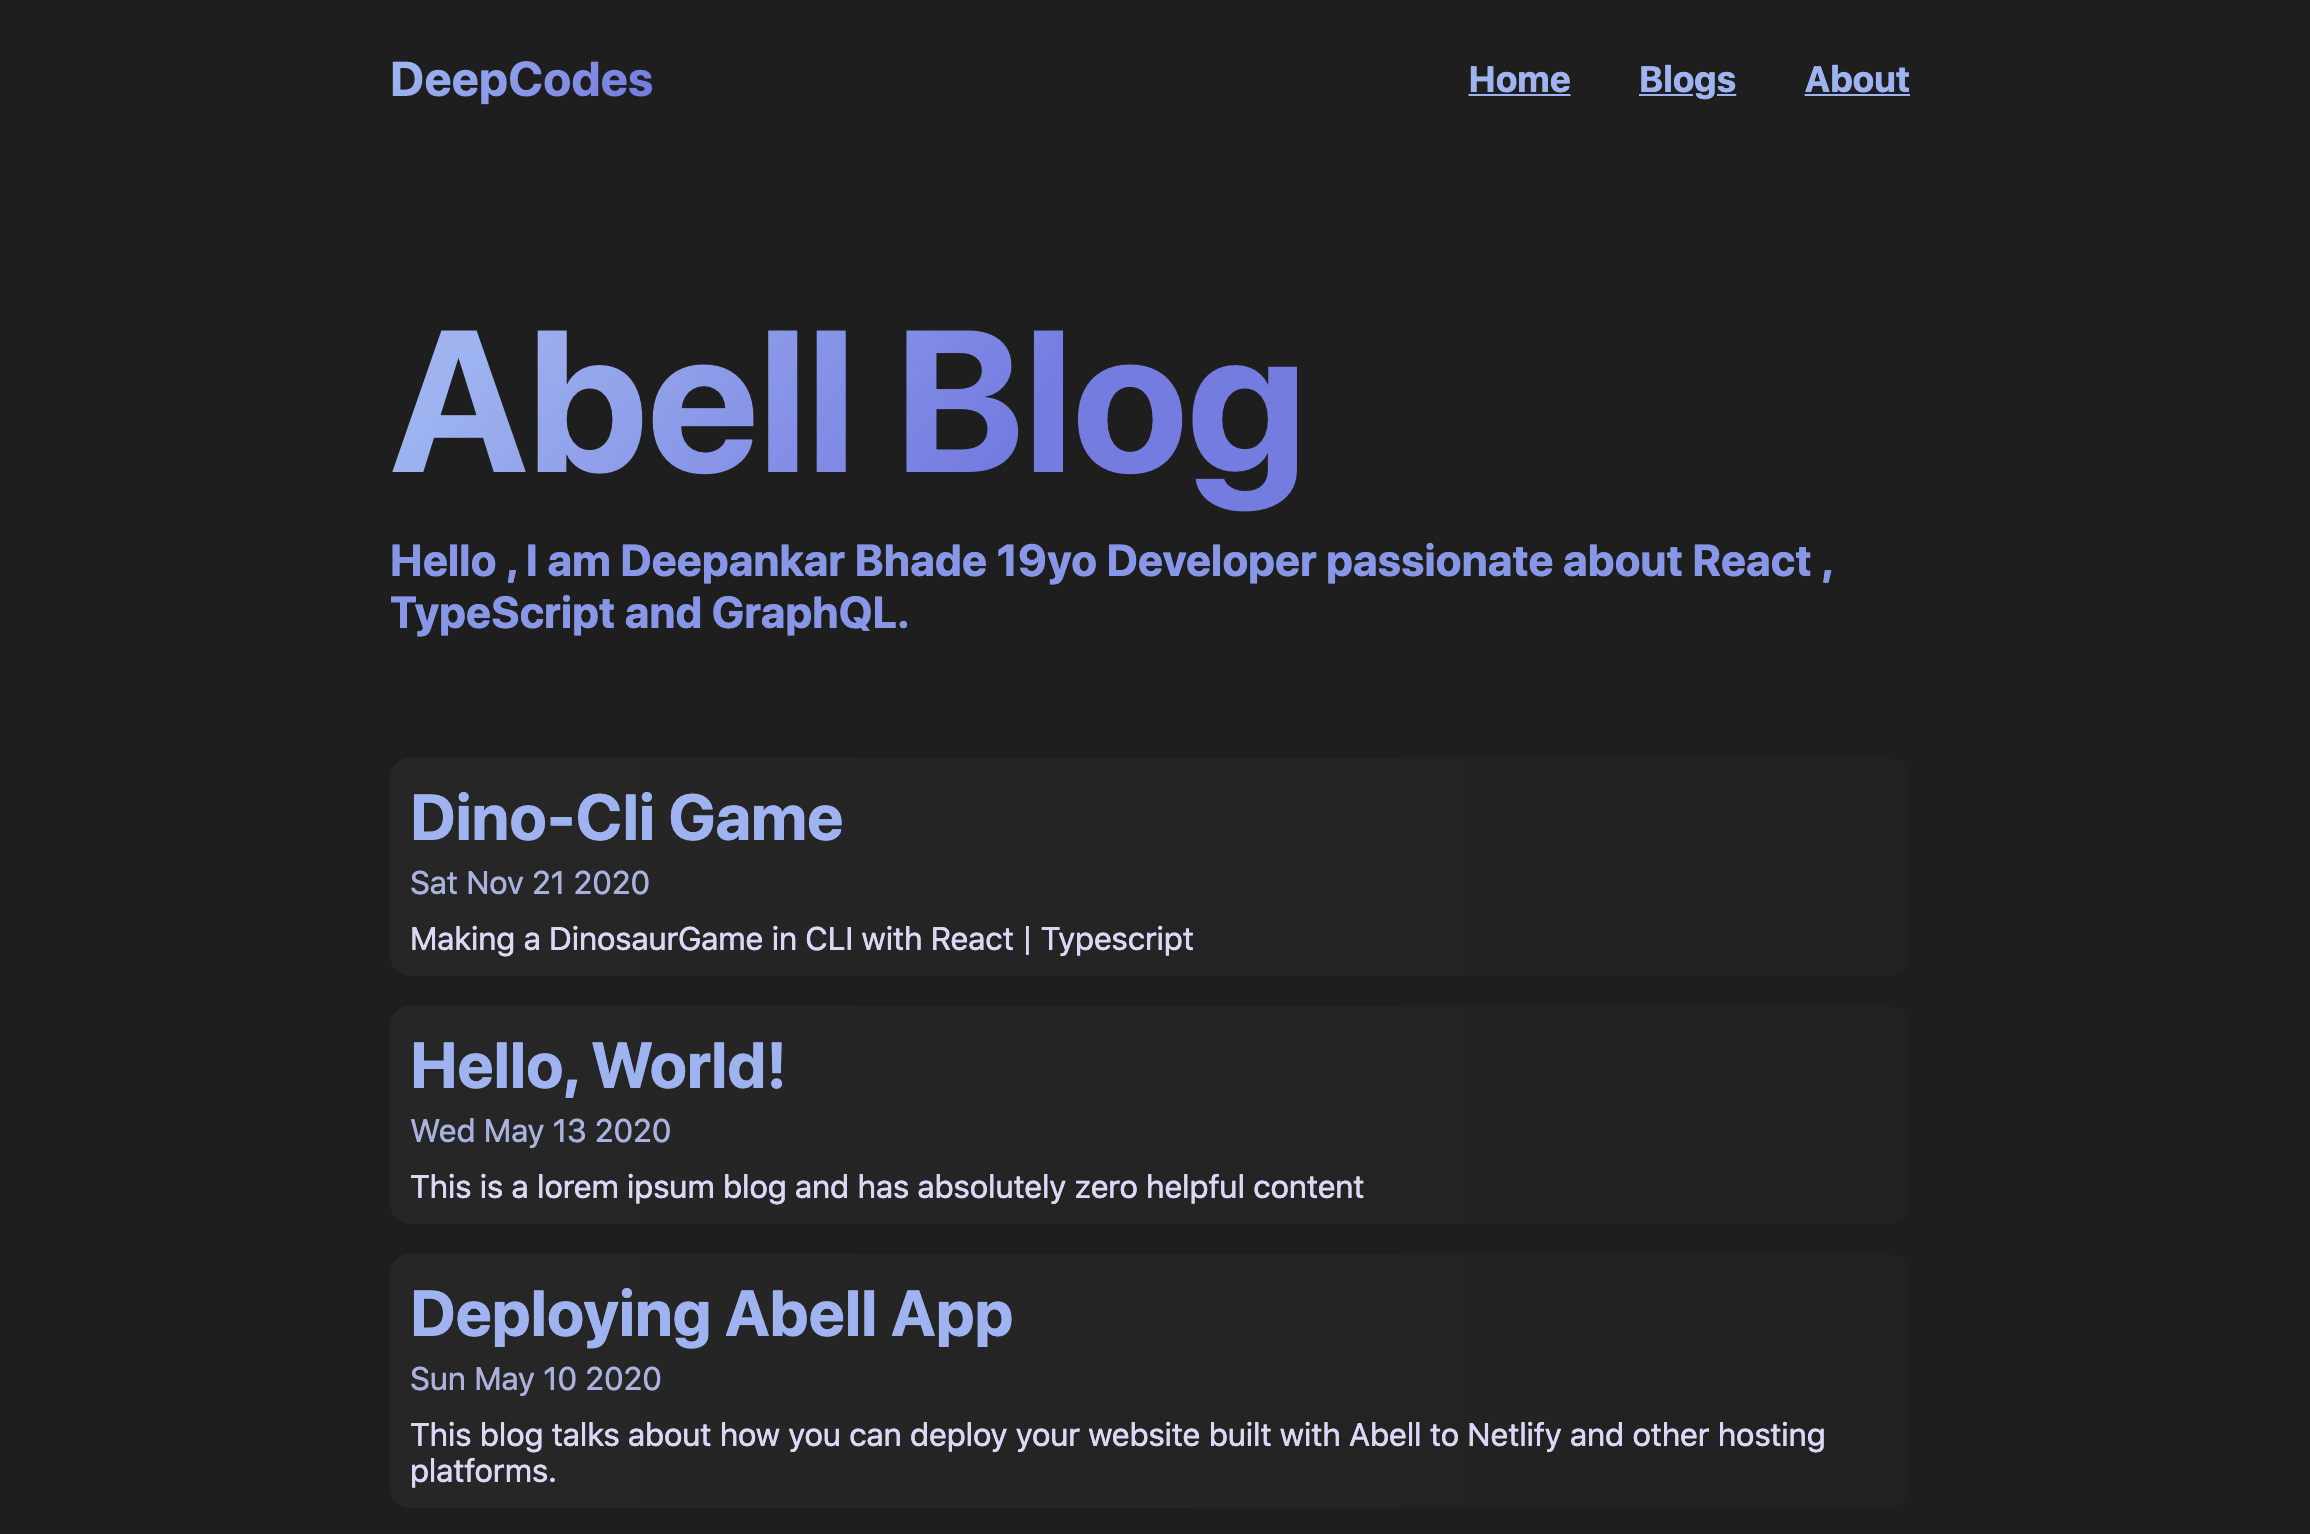 DeepCodes
Home Blogs About
Abell Blog
Hello , I am Deepankar Bhade 19yo Developer passionate about React ,
TypeScript and GraphQL.
Dino-Cli Game
Sat Nov 21 2020
Making a DinosaurGame in CLI with React | Typescript
Hello, World!
Wed May 13 2020
This is a lorem ipsum blog and has absolutely zero helpful content
Deploying Abell App
Sun May 10 2020
This blog talks about how you can deploy your website built with Abell to Netlify and other hosting
platforms.